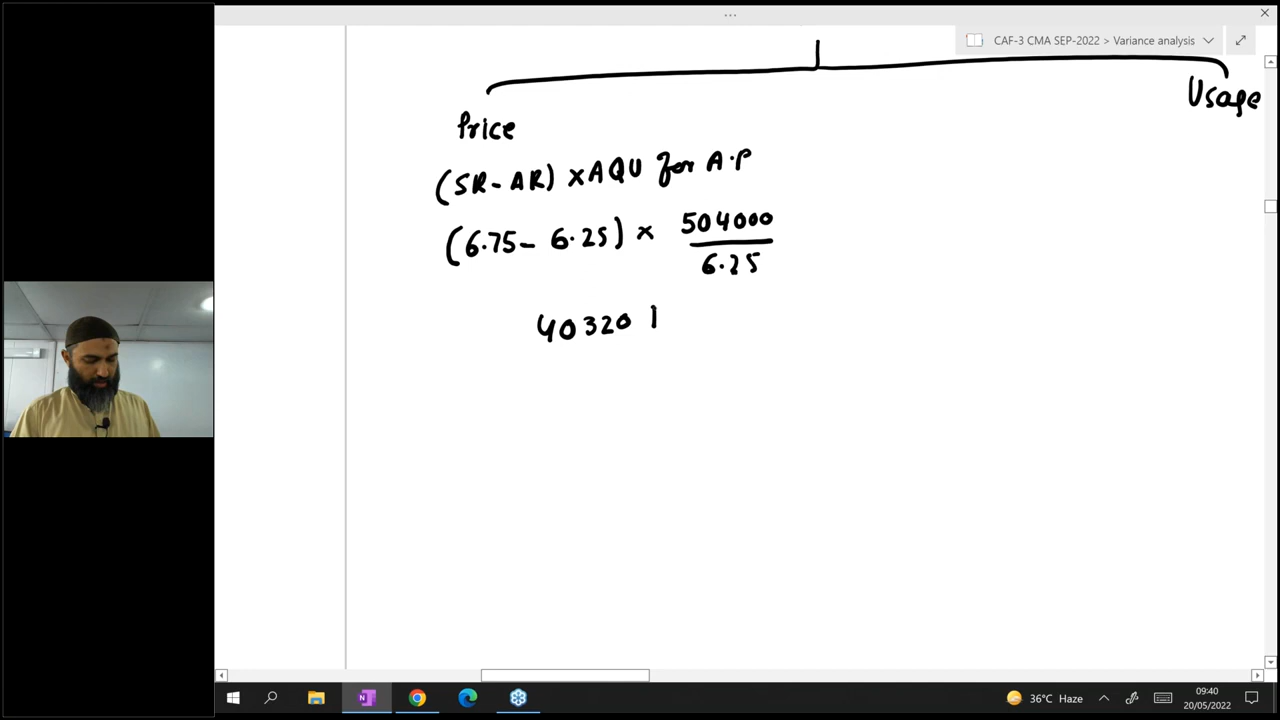 CAF-3 CMA SEP-2022 > Variance analysis
Usage
Price
(SR - AR) × AQU for A.P
(6.75 - 6.25) × 504000
6.25
40320
36°C Haze
09:40
20/05/2022